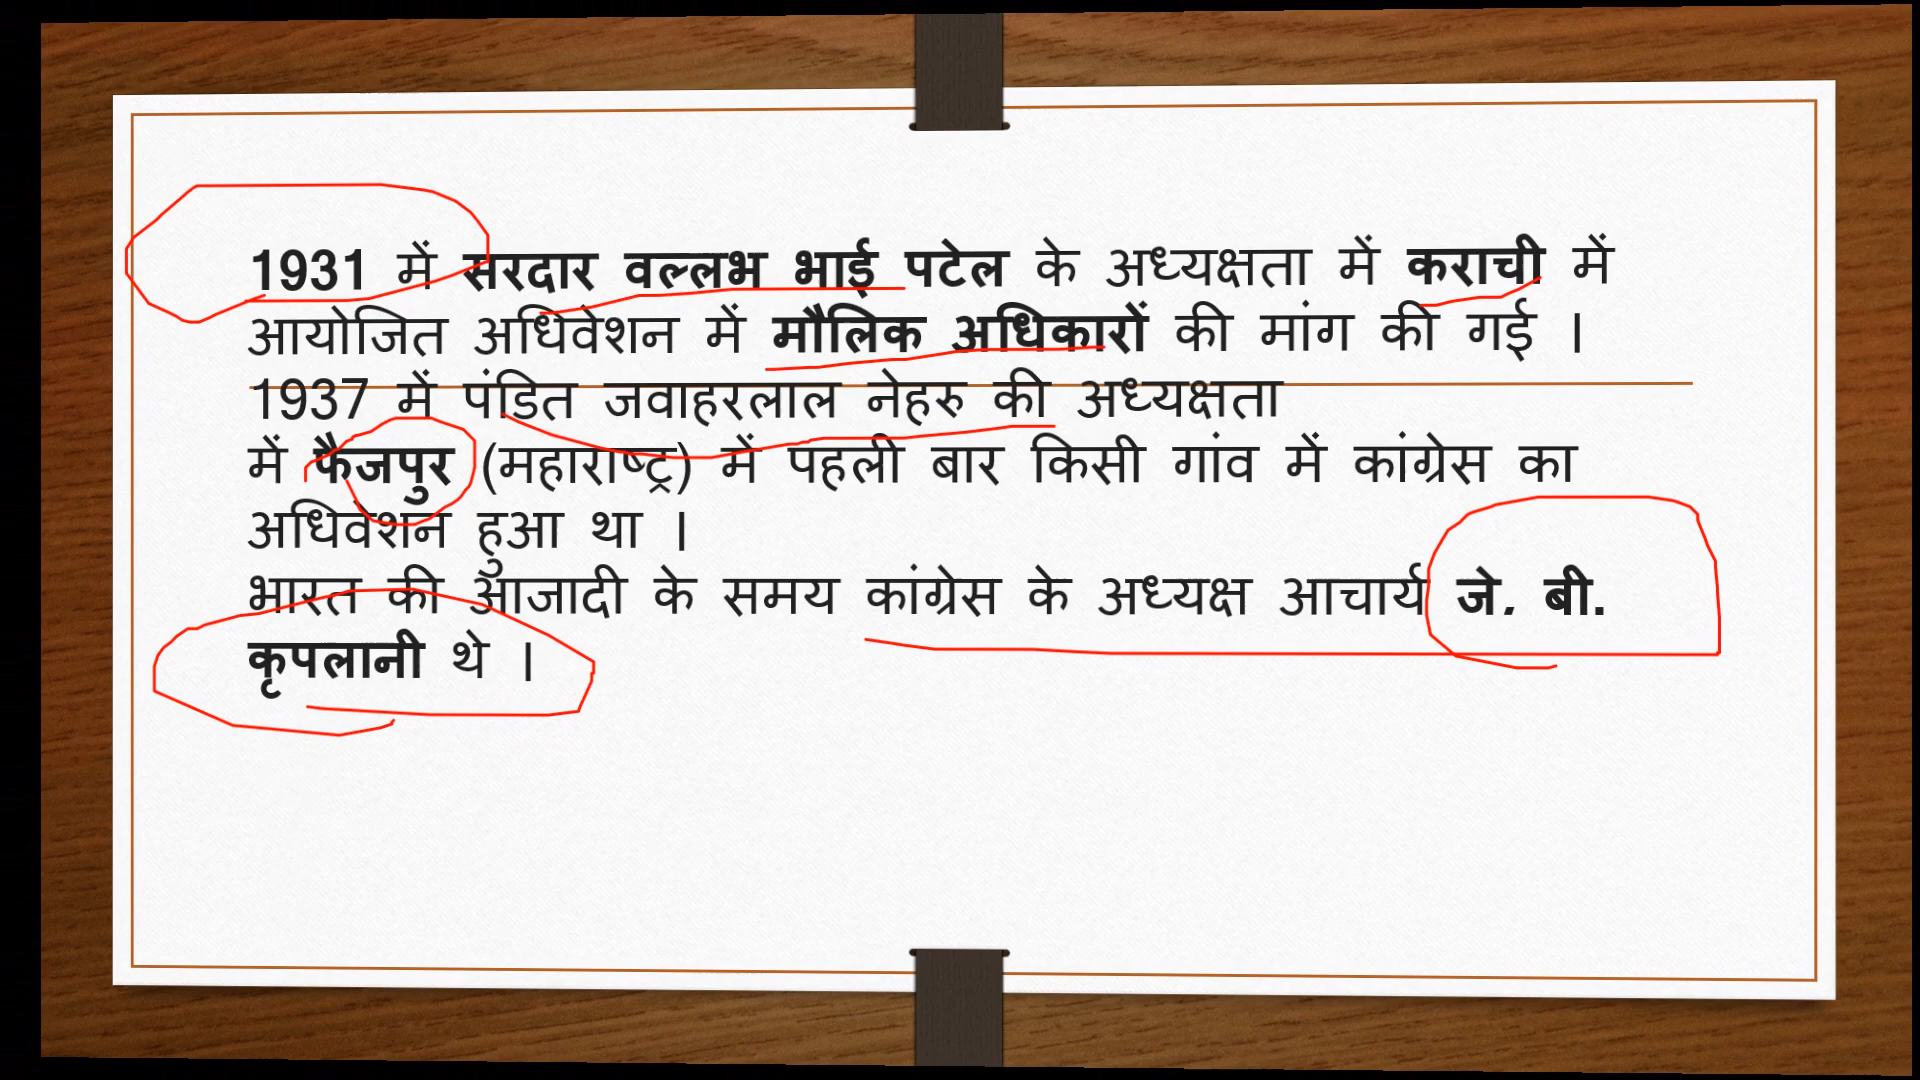 1931 में सरदार वल्लभ भाई पटेल के अध्यक्षता में कराची में
आयोजित अधिवेशन में मौलिक अधिकारों की मांग की गई ।
1937 में पंडित जवाहरलाल नेहरु की अध्यक्षता
में फैजपुर (महाराष्ट्र) में पहली बार किसी गांव में कांग्रेस का
अधिवेशन हुआ था ।
भारत की आजादी के समय कांग्रेस के अध्यक्ष आचार्य जे. बी.
कृपलानी थे ।